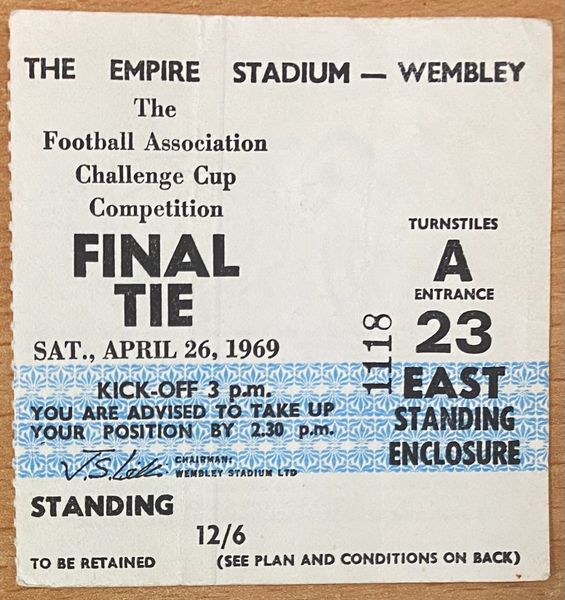 THE EMPIRE STADIUM — WEMBLEY
The
Football Association
Challenge Cup
Competition
FINAL
TIE
SAT., APRIL 26, 1969
KICK-OFF 3 p.m.
YOU ARE ADVISED TO TAKE UP
YOUR POSITION BY 2.30 p.m.
CHAIRMAN:
WEMBLEY STADIUM LTD
STANDING
12/6
TO BE RETAINED
(SEE PLAN AND CONDITIONS ON BACK)
TURNSTILES
A
ENTRANCE
23
EAST
STANDING
ENCLOSURE
1118